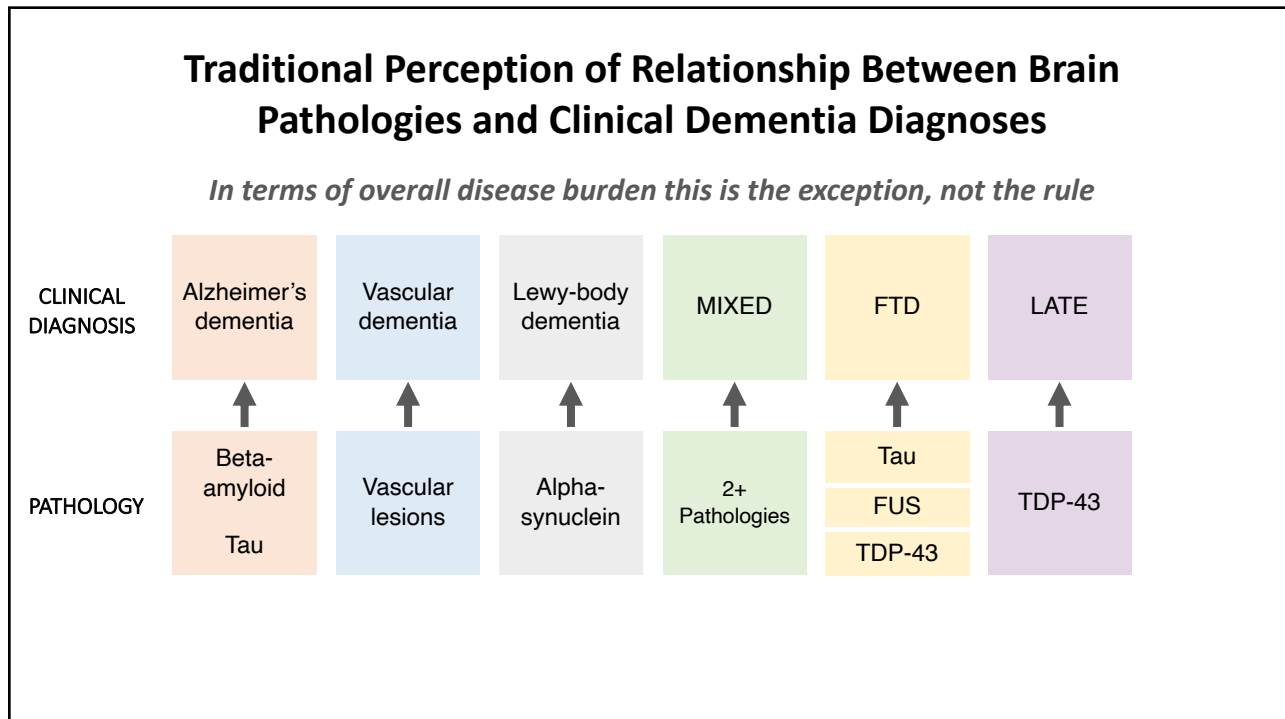 Traditional Perception of Relationship Between Brain
Pathologies and Clinical Dementia Diagnoses
In terms of overall disease burden this is the exception, not the rule
CLINICAL
DIAGNOSIS
Alzheimer’s
dementia
Vascular
dementia
Lewy-body
dementia
MIXED
FTD
LATE
PATHOLOGY
Beta-
amyloid
Tau
Vascular
lesions
Alpha-
synuclein
2+
Pathologies
Tau
FUS
TDP-43
TDP-43